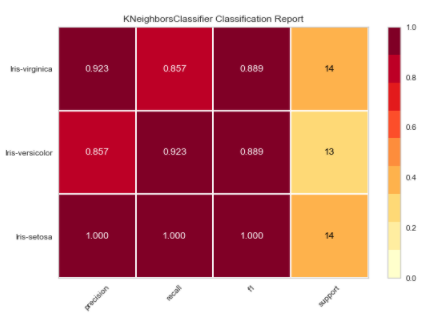 KNeighborsClassifier Classification Report
1.0
Iris-virginica 0.923 0.857 0.889 14
0.8
0.6
Iris-versicolor 0.857 0.923 0.889 13
0.4
0.2
Iris-setosa 1.000 1.000 1.000 14
0.0
precision recall f1 support